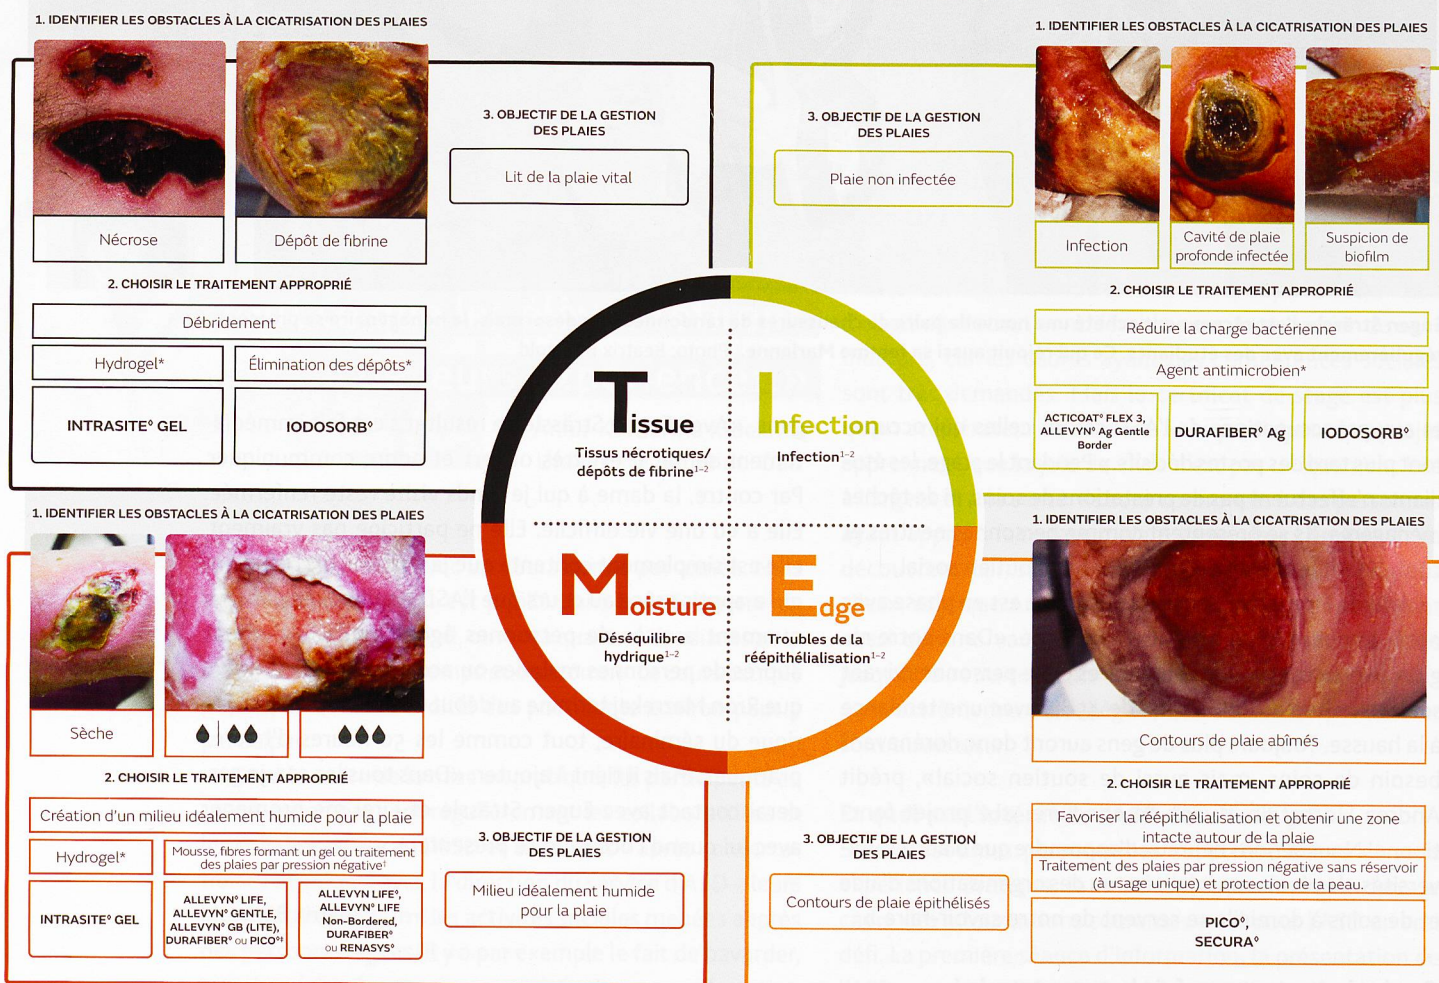 1. IDENTIFIER LES OBSTACLES À LA CICATRISATION DES PLAIES
Nécrose
Dépôt de fibrine
2. CHOISIR LE TRAITEMENT APPROPRIÉ
Débridement
Hydrogel*
Élimination des dépôts*
INTRASITE◊ GEL
IODOSORB◊
3. OBJECTIF DE LA GESTION
DES PLAIES
Lit de la plaie vital
3. OBJECTIF DE LA GESTION
DES PLAIES
Plaie non infectée
1. IDENTIFIER LES OBSTACLES À LA CICATRISATION DES PLAIES
Infection
Cavité de plaie
profonde infectée
Suspicion de
biofilm
2. CHOISIR LE TRAITEMENT APPROPRIÉ
Réduire la charge bactérienne
Agent antimicrobien*
ACTICOAT◊ FLEX 3,
ALLEVYN◊ Ag Gentle
Border
DURAFIBER◊ Ag
IODOSORB◊
Tissue
Tissus nécrotiques/
dépôts de fibrine1–2
Infection
Infection1–2
Moisture
Déséquilibre
hydrique1–2
Edge
Troubles de la
réépithélialisation1–2
1. IDENTIFIER LES OBSTACLES À LA CICATRISATION DES PLAIES
Sèche
2. CHOISIR LE TRAITEMENT APPROPRIÉ
Création d'un milieu idéalement humide pour la plaie
Hydrogel*
Mousse, fibres formant un gel ou traitement
des plaies par pression négative†
INTRASITE◊ GEL
ALLEVYN◊ LIFE,
ALLEVYN◊ GENTLE,
ALLEVYN◊ GB (LITE),
DURAFIBER◊ ou PICO◊‡
ALLEVYN LIFE◊,
ALLEVYN◊ LIFE
Non-Bordered,
DURAFIBER◊
ou RENASYS◊
3. OBJECTIF DE LA GESTION
DES PLAIES
Milieu idéalement humide
pour la plaie
3. OBJECTIF DE LA GESTION
DES PLAIES
Contours de plaie épithélisés
1. IDENTIFIER LES OBSTACLES À LA CICATRISATION DES PLAIES
Contours de plaie abîmés
2. CHOISIR LE TRAITEMENT APPROPRIÉ
Favoriser la réépithélialisation et obtenir une zone
intacte autour de la plaie
Traitement des plaies par pression négative sans réservoir
(à usage unique) et protection de la peau.
PICO◊,
SECURA◊